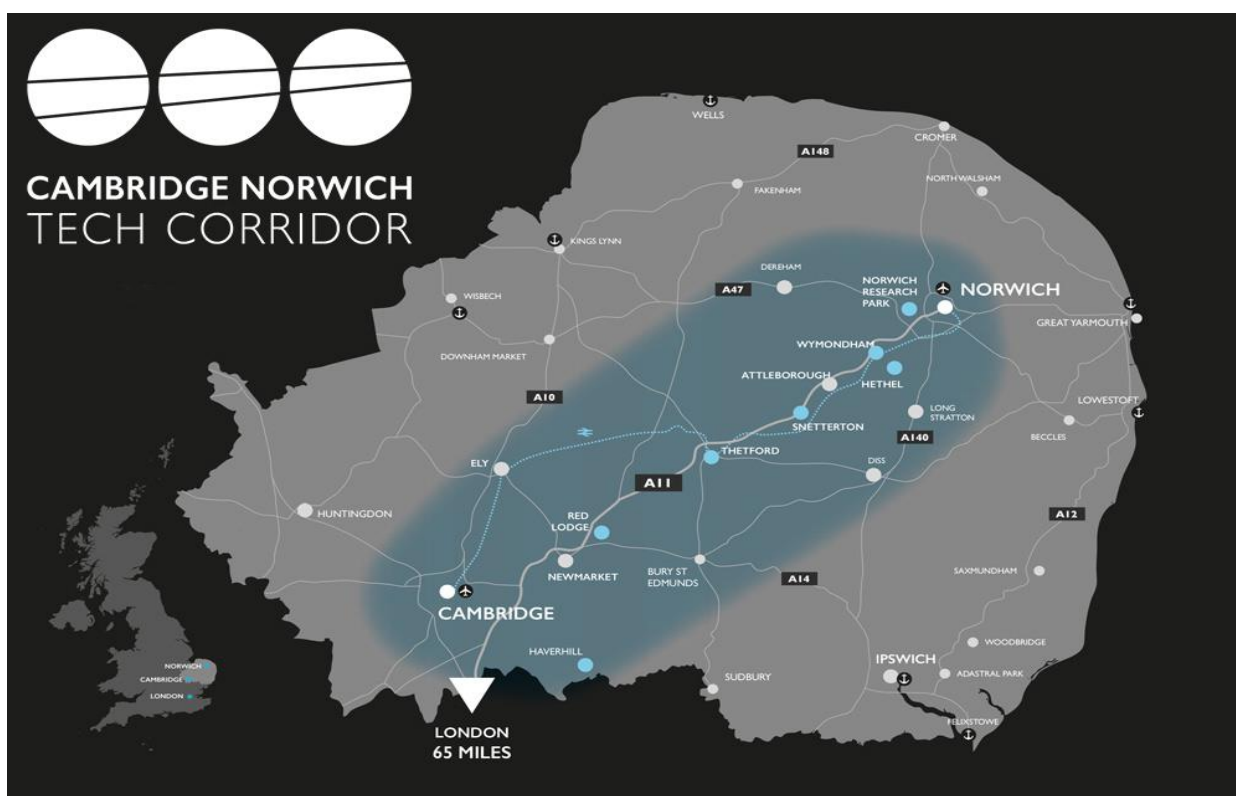 CAMBRIDGE NORWICH
TECH CORRIDOR
WELLS
CROMER
A148
NORTH WALSHAM
FAKENHAM
KINGS LYNN
DEREHAM
NORWICH
RESEARCH
PARK
NORWICH
A47
WISBECH
GREAT YARMOUTH
WYMONDHAM
DOWNHAM MARKET
ATTLEBOROUGH
HETHEL
A10
LOWESTOFT
LONG
STRATTON
SNETTERTON
A140
BECCLES
THETFORD
ELY
DISS
A11
HUNTINGDON
RED
LODGE
A12
NEWMARKET
BURY ST
EDMUNDS
A14
SAXMUNDHAM
CAMBRIDGE
WOODBRIDGE
HAVERHILL
IPSWICH
SUDBURY
ADASTRAL PARK
NORWICH
CAMBRIDGE
LONDON
FELIXSTOWE
LONDON
65 MILES